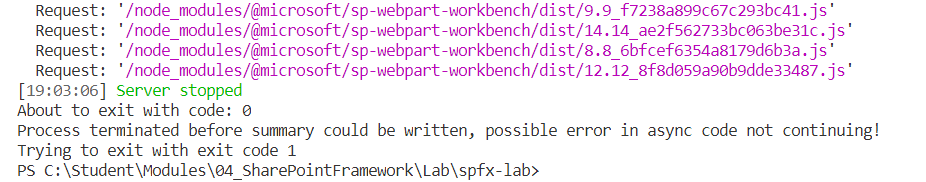 Request: '/node_modules/@microsoft/sp-webpart-workbench/dist/9.9_f7238a899c67c293bc41.js'
Request: '/node_modules/@microsoft/sp-webpart-workbench/dist/14.14_ae2f562733bc063be31c.js'
Request: '/node_modules/@microsoft/sp-webpart-workbench/dist/8.8_6bfcef6354a8179d6b3a.js'
Request: '/node_modules/@microsoft/sp-webpart-workbench/dist/12.12_8f8d059a90b9dde33487.js'
[19:03:06] Server stopped
About to exit with code: 0
Process terminated before summary could be written, possible error in async code not continuing!
Trying to exit with exit code 1
PS C:\Student\Modules\04_SharePointFramework\Lab\spfx-lab>